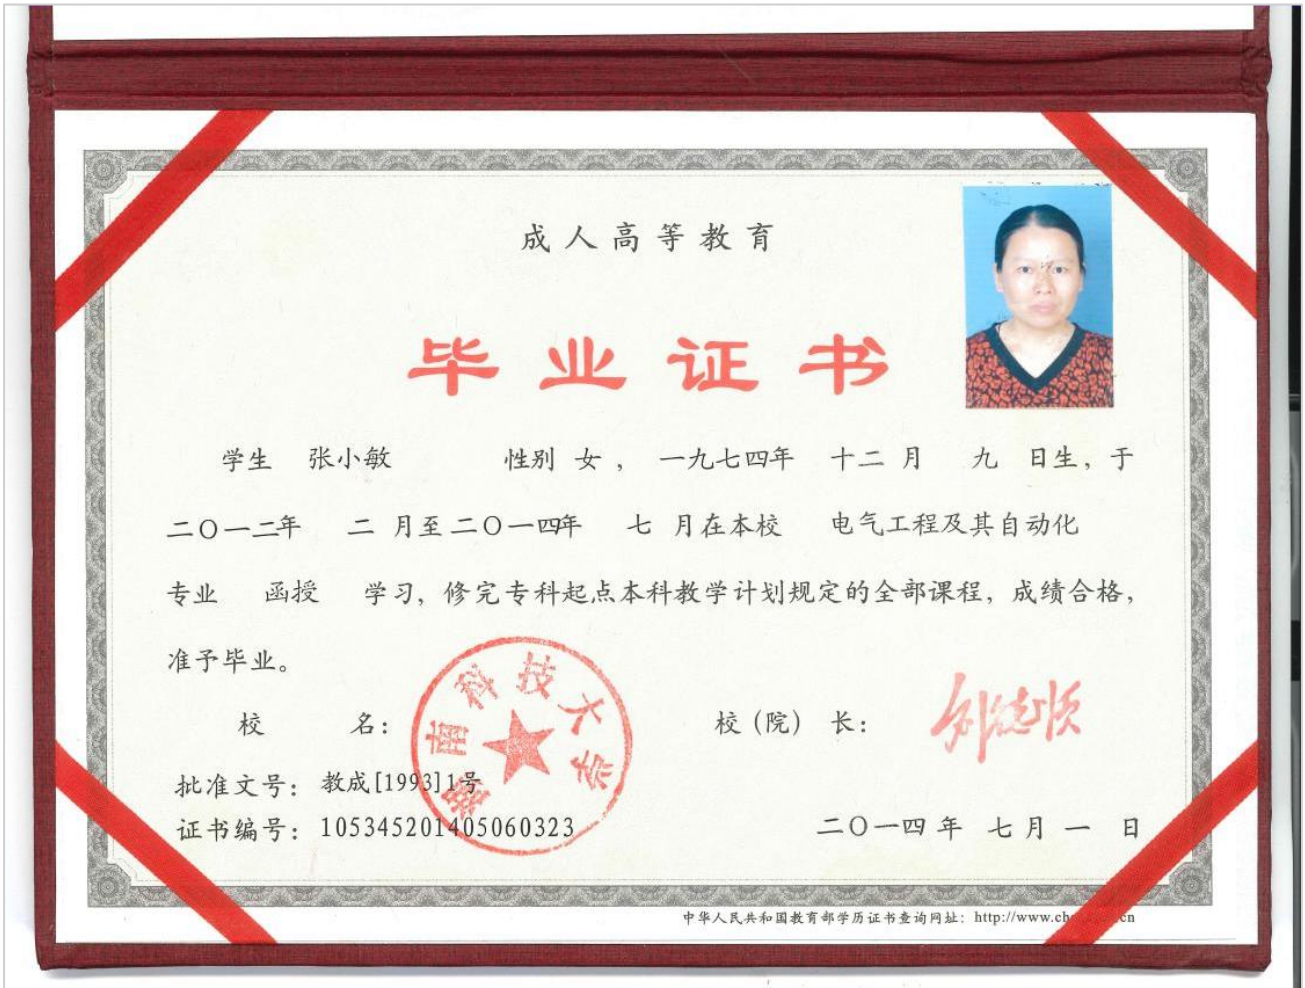 成人高等教育
毕业证书
学生 张小敏 性别 女， 一九七四年 十二月 九 日生，于
二〇一二年 二 月至二〇一四年 七 月在本校 电气工程及其自动化
专业 函授 学习，修完专科起点本科教学计划规定的全部课程，成绩合格，
准予毕业。
校 名：
湖南科技大学
校（院） 长：
批准文号：教成[1993]1号
证书编号：105345201405060323
二〇一四年 七月 一 日
中华人民共和国教育部学历证书查询网址：http://www.ch
cn